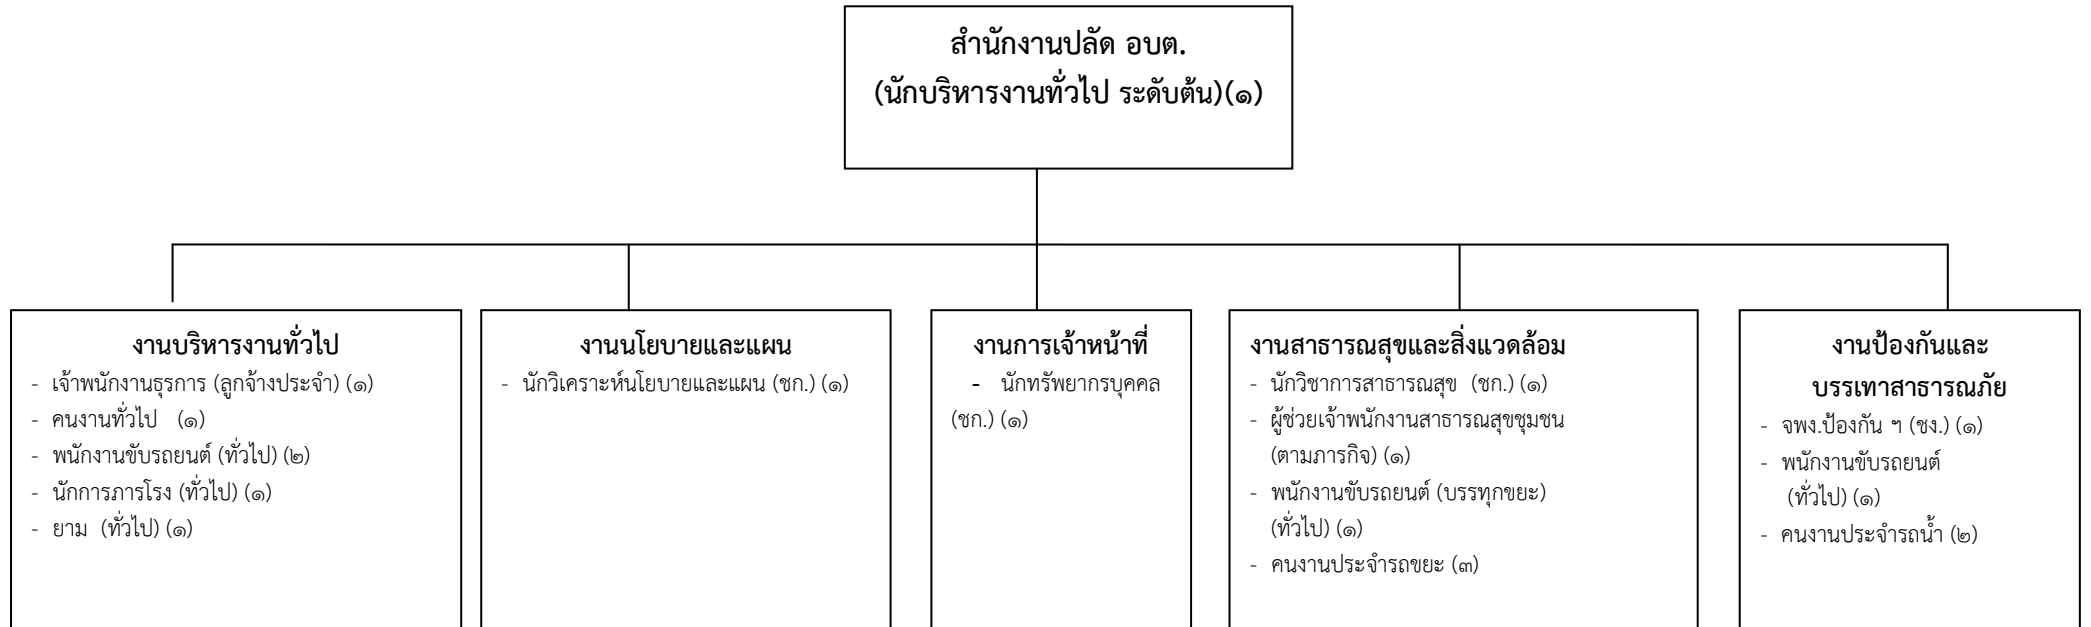 สำนักงานปลัด อบต.
(นักบริหารงานทั่วไป ระดับต้น)(๑)
งานบริหารงานทั่วไป
- เจ้าพนักงานธุรการ (ลูกจ้างประจำ) (๑)
- คนงานทั่วไป (๑)
- พนักงานขับรถยนต์ (ทั่วไป) (๒)
- นักการภารโรง (ทั่วไป) (๑)
- ยาม (ทั่วไป) (๑)
งานนโยบายและแผน
- นักวิเคราะห์นโยบายและแผน (ชก.) (๑)
งานการเจ้าหน้าที่
- นักทรัพยากรบุคคล
(ชก.) (๑)
งานสาธารณสุขและสิ่งแวดล้อม
- นักวิชาการสาธารณสุข (ชก.) (๑)
- ผู้ช่วยเจ้าพนักงานสาธารณสุขชุมชน
(ตามภารกิจ) (๑)
- พนักงานขับรถยนต์ (บรรทุกขยะ)
(ทั่วไป) (๑)
- คนงานประจำรถขยะ (๓)
งานป้องกันและ
บรรเทาสาธารณภัย
- จพง.ป้องกัน ฯ (ชง.) (๑)
- พนักงานขับรถยนต์
(ทั่วไป) (๑)
- คนงานประจำรถน้ำ (๒)